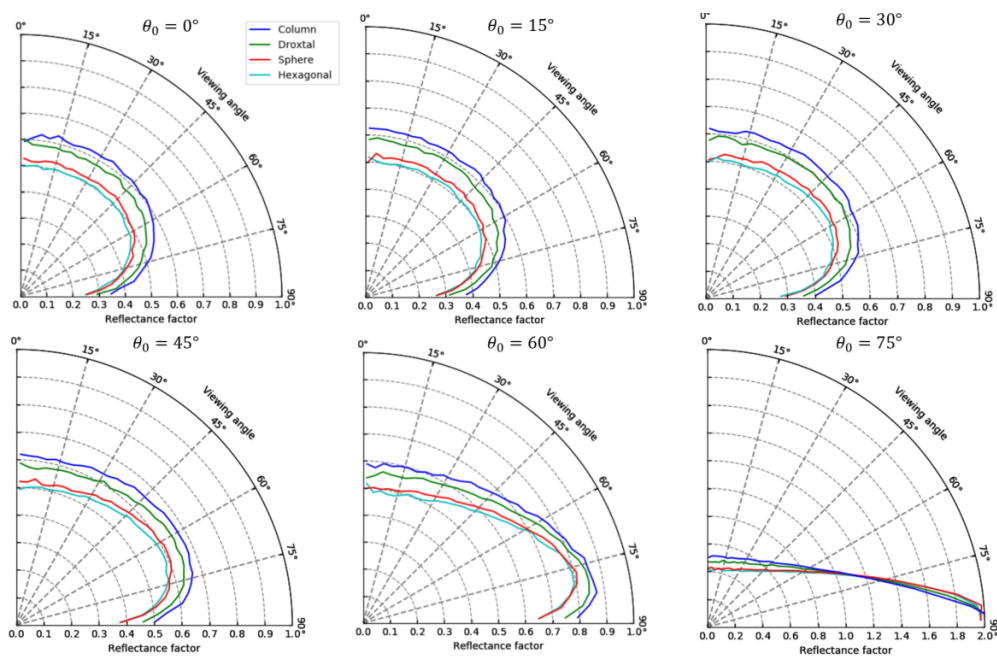 θ₀ = 0°
θ₀ = 15°
θ₀ = 30°
Column
Droxtal
Sphere
Hexagonal
0°
15°
30°
45°
60°
75°
90°
Viewing angle
0.0 0.1 0.2 0.3 0.4 0.5 0.6 0.7 0.8 0.9 1.0
Reflectance factor
0°
15°
30°
45°
60°
75°
90°
Viewing angle
0.0 0.1 0.2 0.3 0.4 0.5 0.6 0.7 0.8 0.9 1.0
Reflectance factor
0°
15°
30°
45°
60°
75°
90°
Viewing angle
0.0 0.1 0.2 0.3 0.4 0.5 0.6 0.7 0.8 0.9 1.0
Reflectance factor
θ₀ = 45°
θ₀ = 60°
θ₀ = 75°
0°
15°
30°
45°
60°
75°
90°
Viewing angle
0.0 0.1 0.2 0.3 0.4 0.5 0.6 0.7 0.8 0.9 1.0
Reflectance factor
0°
15°
30°
45°
60°
75°
90°
Viewing angle
0.0 0.1 0.2 0.3 0.4 0.5 0.6 0.7 0.8 0.9 1.0
Reflectance factor
0°
15°
30°
45°
60°
75°
90°
Viewing angle
0.0 0.2 0.4 0.6 0.8 1.0 1.2 1.4 1.6 1.8 2.0
Reflectance factor